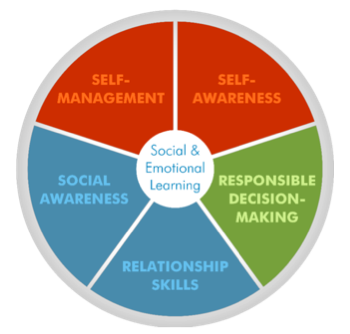 SELF-
MANAGEMENT
SELF-
AWARENESS
Social &
Emotional
Learning
SOCIAL
AWARENESS
RESPONSIBLE
DECISION-
MAKING
RELATIONSHIP
SKILLS